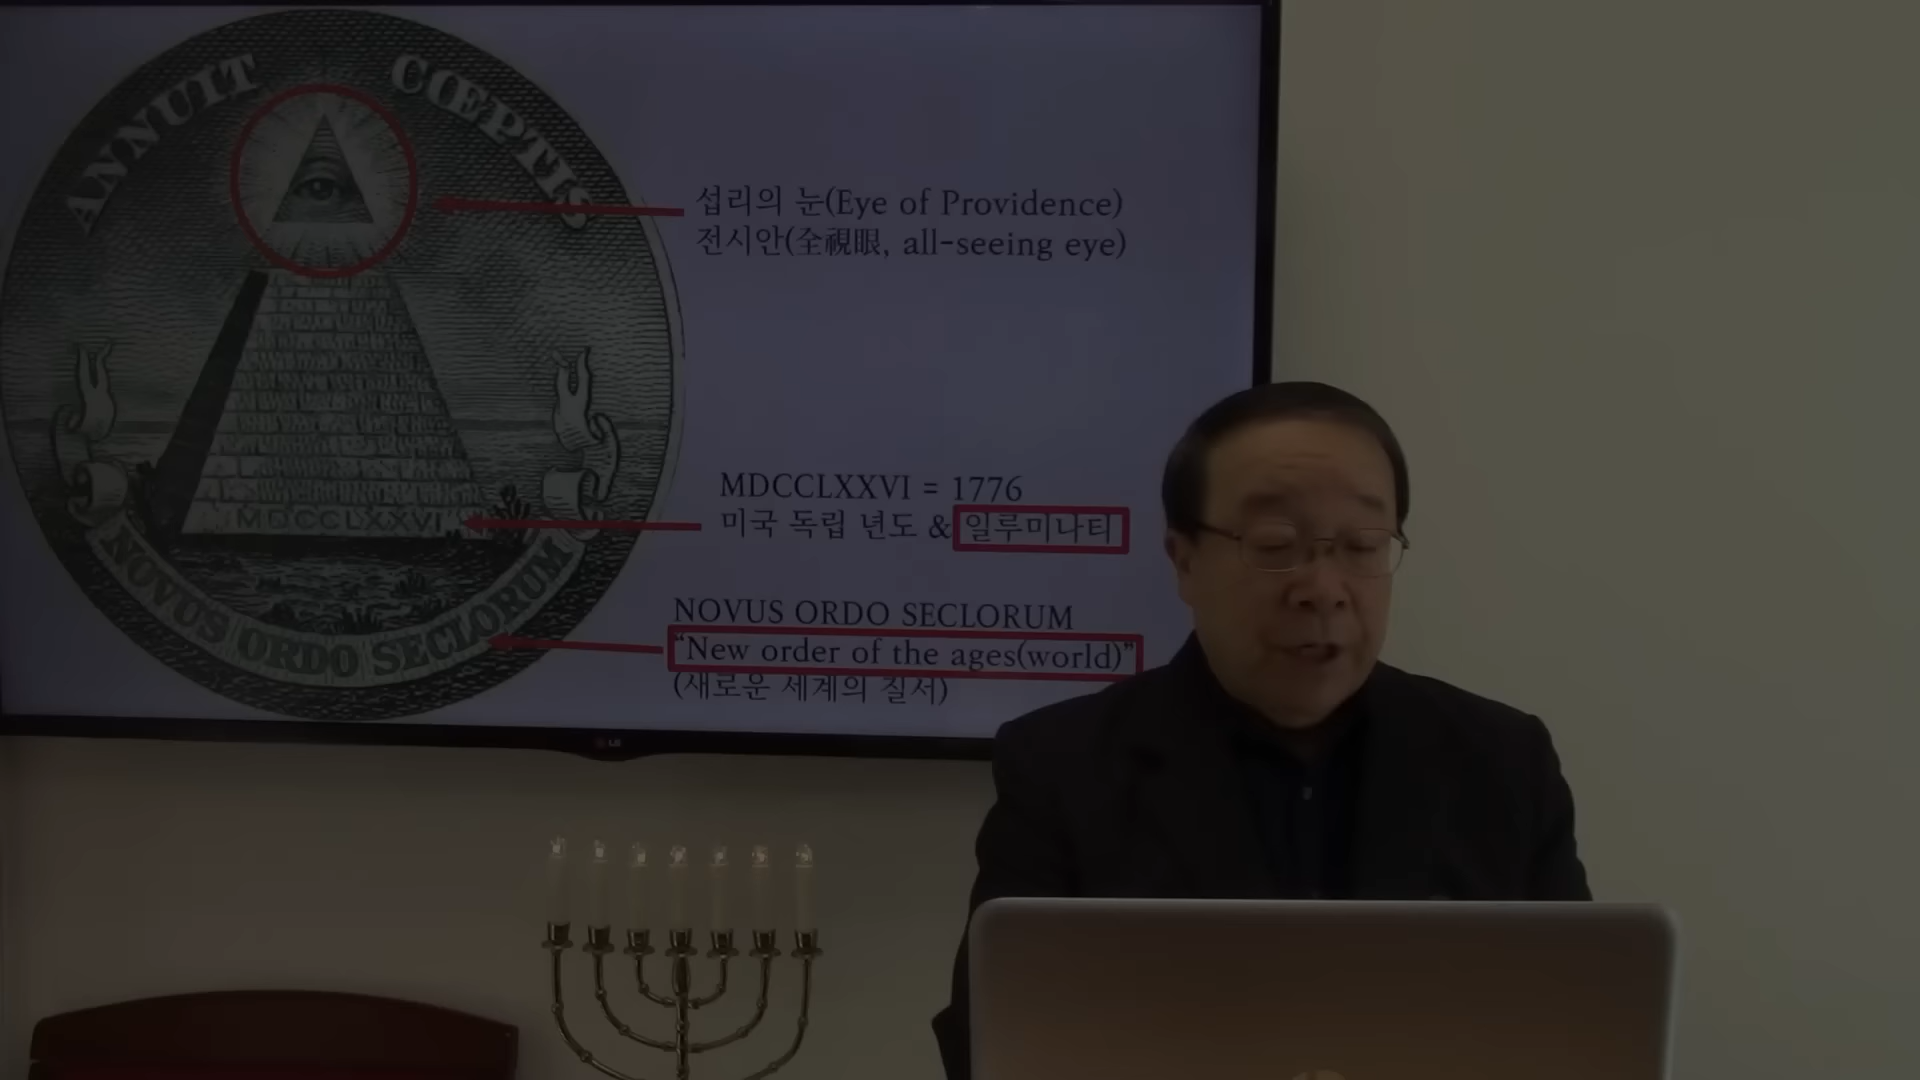 ANNUIT CŒPTIS
섭리의 눈(Eye of Providence)
전시안(全視眼, all-seeing eye)
MDCCLXXVI = 1776
미국 독립 년도 & 일루미나티
MDCCLXXVI
NOVUS ORDO SECLORUM
NOVUS ORDO SECLORUM
“New order of the ages(world)”
(새로운 세계의 질서)
LG